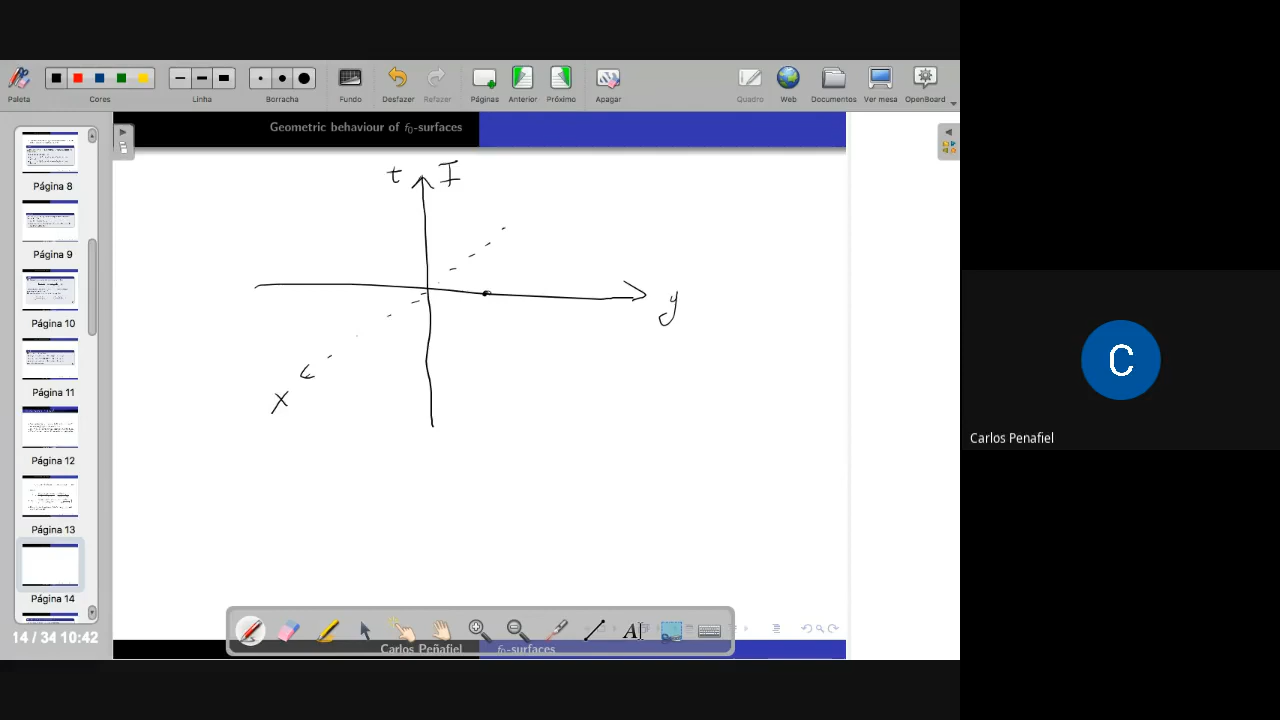 Paleta
Cores
Linha
Borracha
Fundo
Desfazer
Refazer
Páginas
Anterior
Próximo
Apagar
Quadro
Web
Documentos
Ver mesa
OpenBoard
Geometric behaviour of f₀-surfaces
t I
y
x
Página 8
Página 9
Página 10
Página 11
Página 12
Página 13
Página 14
14 / 34 10:42
Carlos Peñafiel
f₀-surfaces
C
Carlos Penafiel